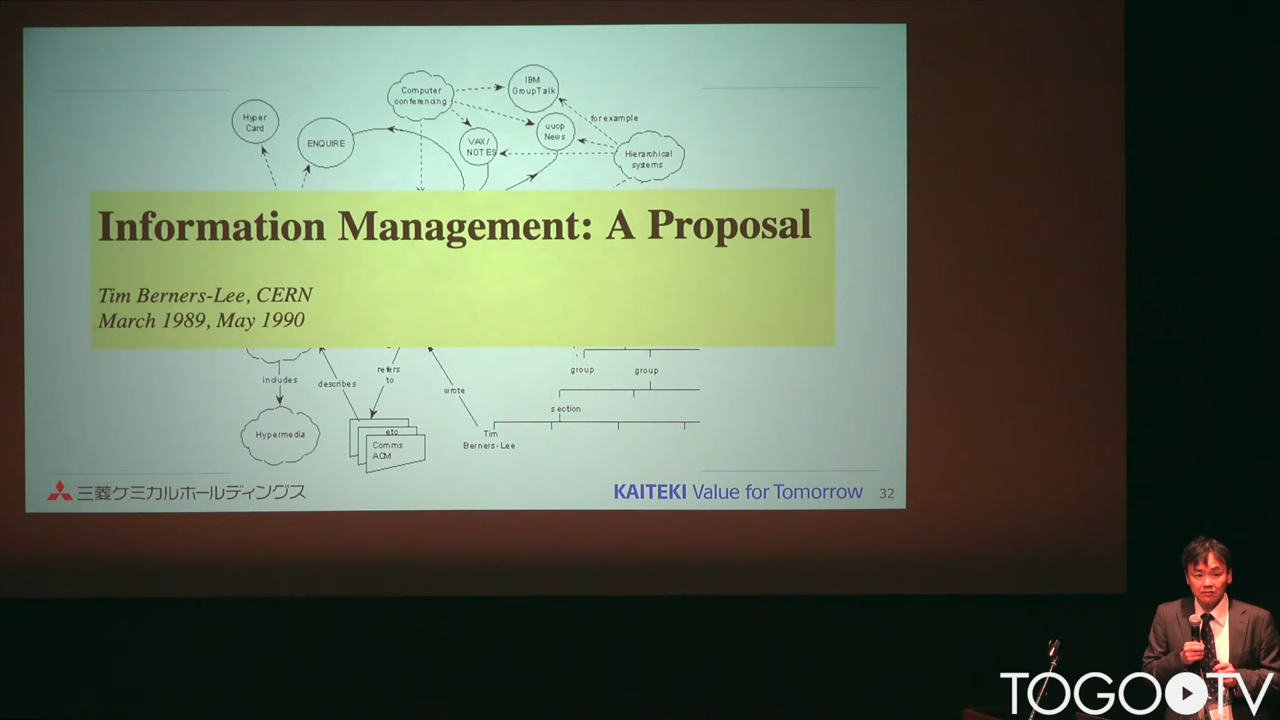 Computer
conferencing
IBM
GroupTalk
for example
Hyper
Card
ENQUIRE
VAX/
NOTES
uucp
News
Hierarchical
systems
Information Management: A Proposal
Tim Berners-Lee, CERN
March 1989, May 1990
includes
describes
refers
to
wrote
group
group
section
Hypermedia
etc
Comms
ACM
Tim
Berners-Lee
三菱ケミカルホールディングス
KAITEKI Value for Tomorrow
32
TOGOTV